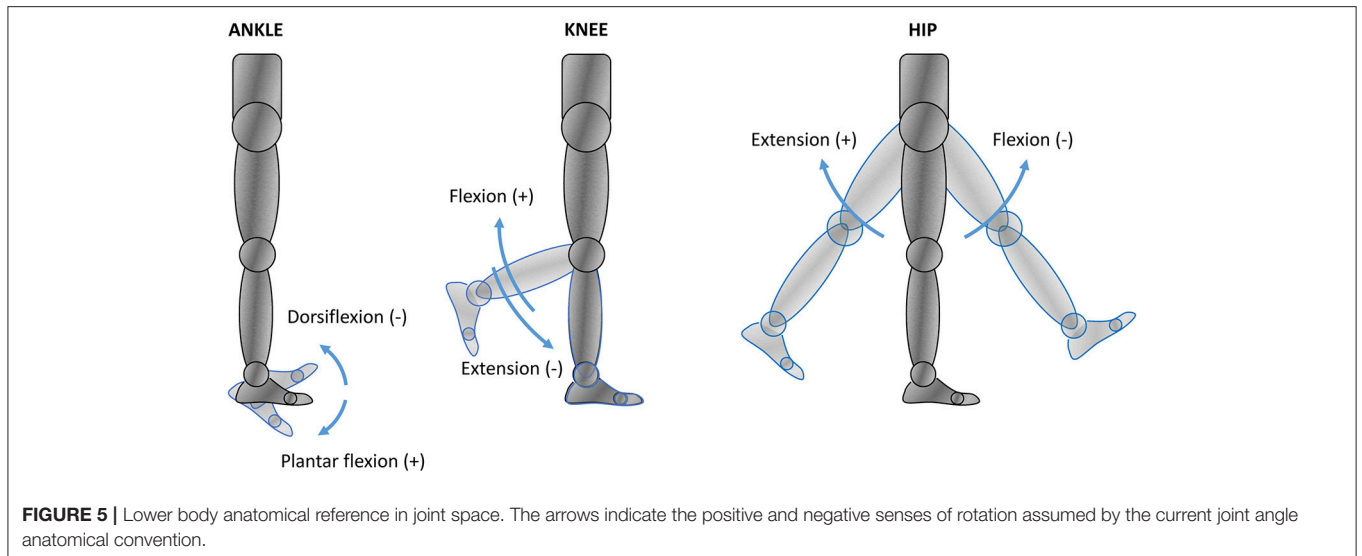 ANKLE
KNEE
HIP
Extension (+)
Flexion (-)
Flexion (+)
Dorsiflexion (-)
Extension (-)
Plantar flexion (+)
FIGURE 5 | Lower body anatomical reference in joint space. The arrows indicate the positive and negative senses of rotation assumed by the current joint angle
anatomical convention.